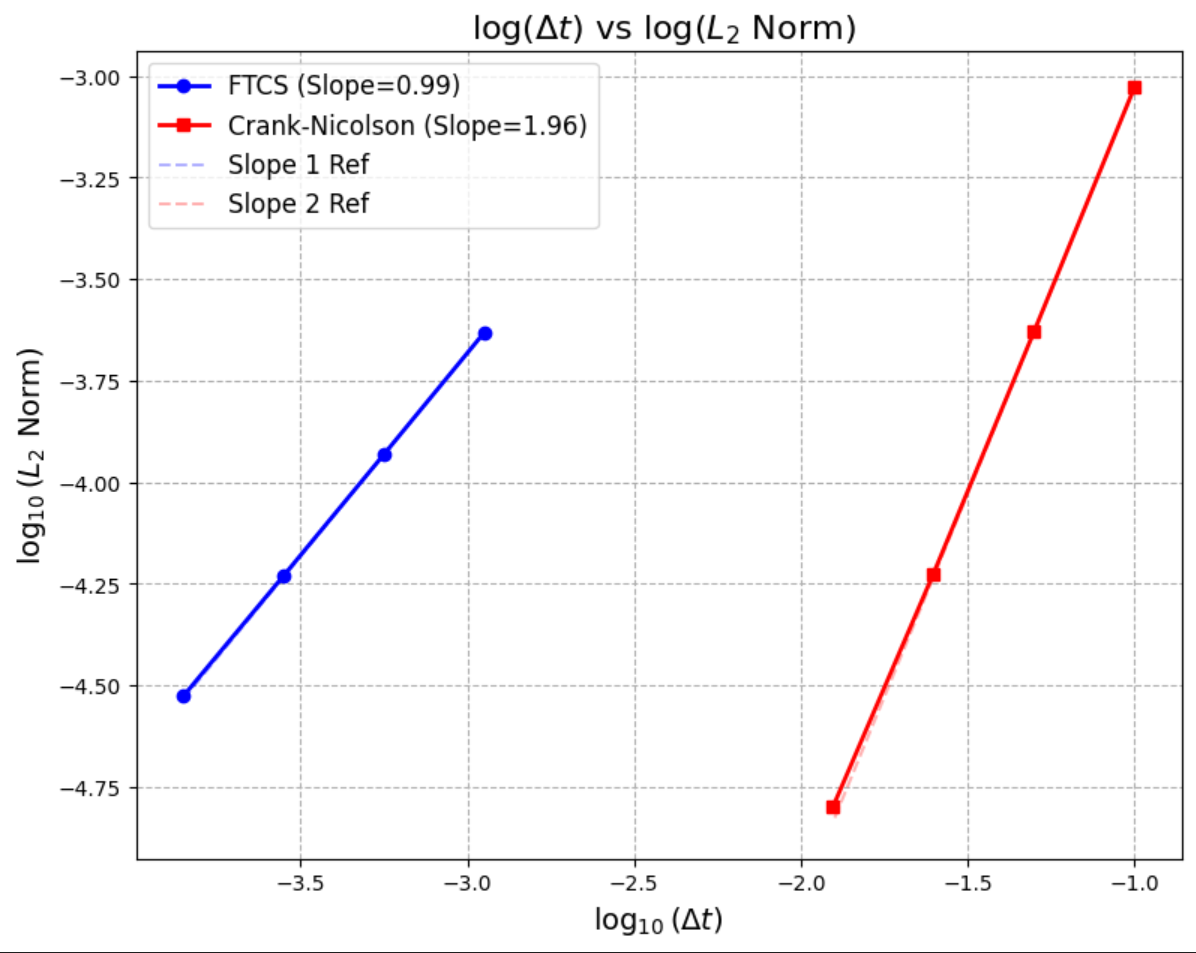 log(Δt) vs log(L₂ Norm)
FTCS (Slope=0.99)
Crank-Nicolson (Slope=1.96)
Slope 1 Ref
Slope 2 Ref
log₁₀(L₂ Norm)
−3.00
−3.25
−3.50
−3.75
−4.00
−4.25
−4.50
−4.75
−3.5 −3.0 −2.5 −2.0 −1.5 −1.0
log₁₀(Δt)